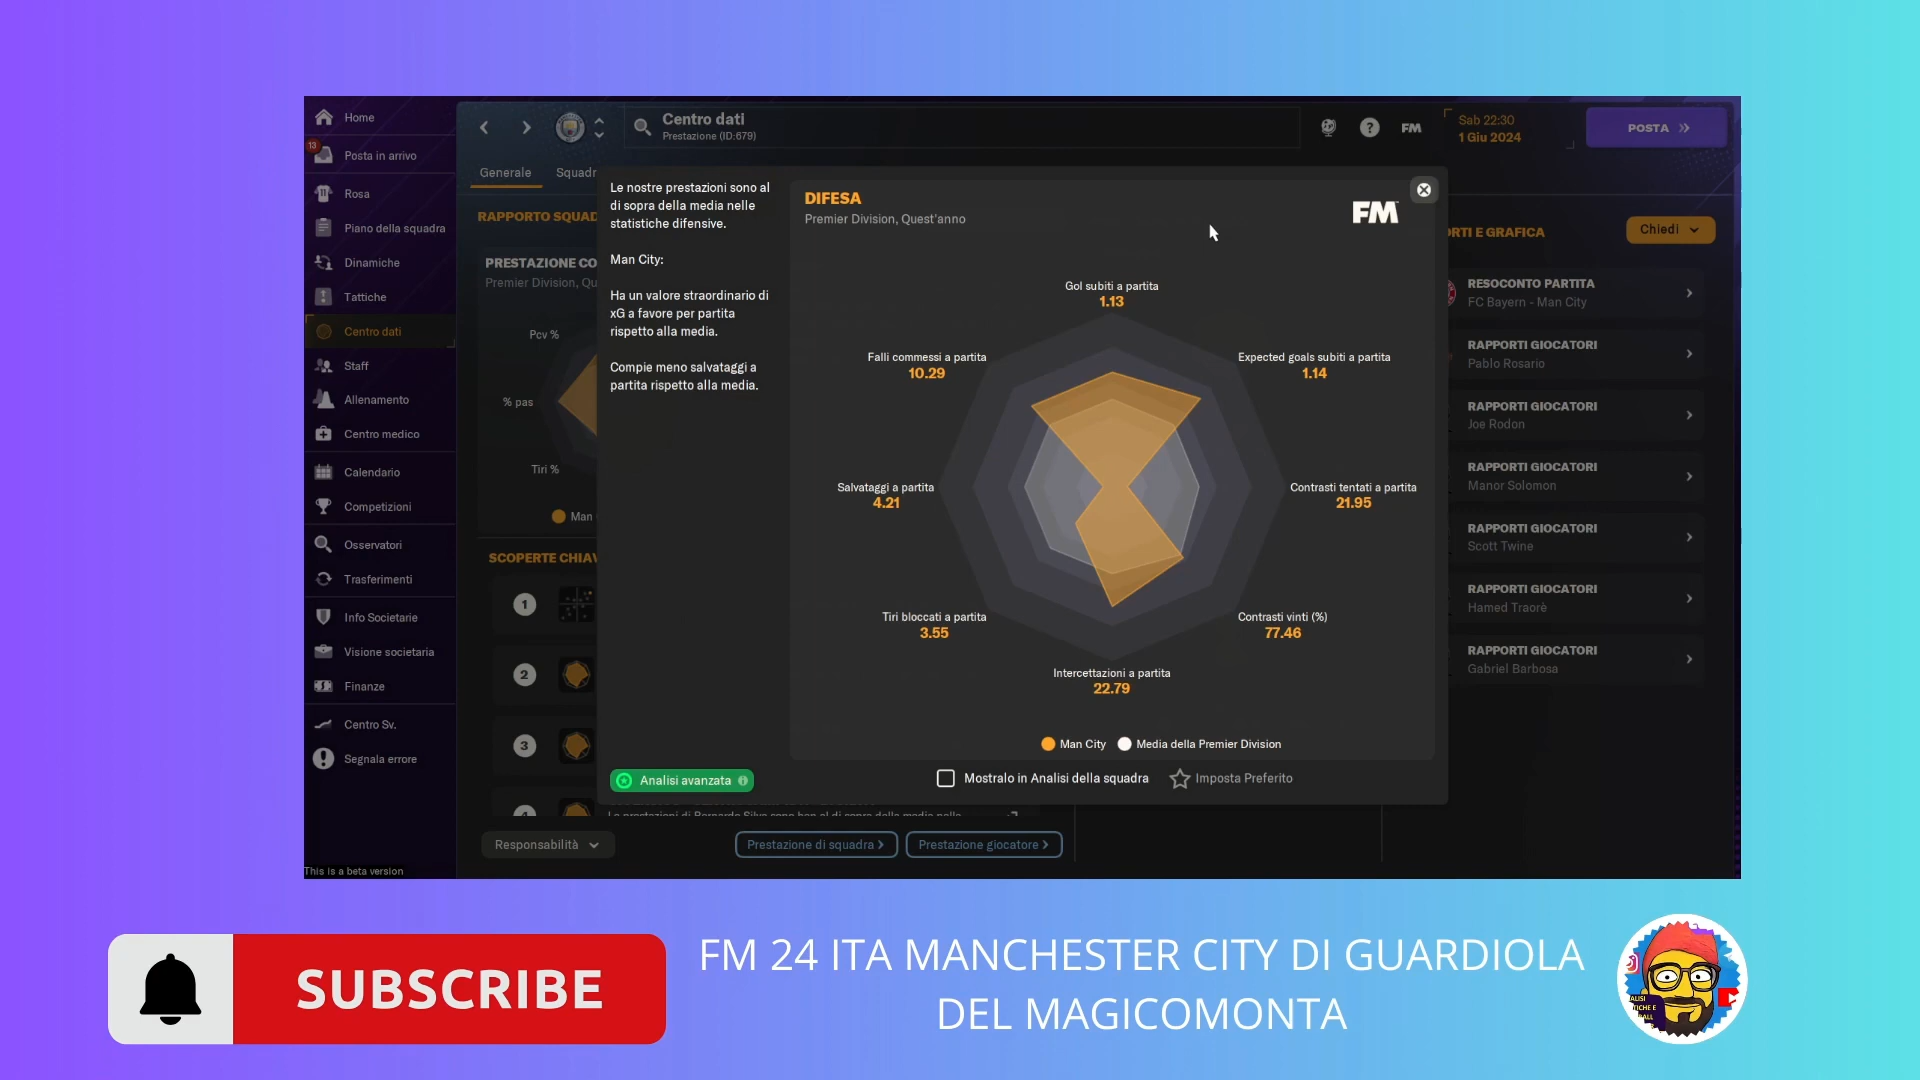 Home
13
Posta in arrivo
Rosa
Piano della squadra
Dinamiche
Tattiche
Centro dati
Staff
Allenamento
Centro medico
Calendario
Competizioni
Osservatori
Trasferimenti
Info Societarie
Visione societaria
Finanze
Centro Sv.
Segnala errore
This is a beta version
Centro dati
Prestazione (ID:679)
?
FM
Sab 22:30
1 Giu 2024
POSTA
Generale
Squadr
RAPPORTO SQUAD
PRESTAZIONE CO
Premier Division, Qu
Pcv %
% pas
Tiri %
Man
SCOPERTE CHIAV
1
2
3
Le nostre prestazioni sono al
di sopra della media nelle
statistiche difensive.
Man City:
Ha un valore straordinario di
xG a favore per partita
rispetto alla media.
Compie meno salvataggi a
partita rispetto alla media.
Analisi avanzata
DIFESA
Premier Division, Quest'anno
FM
Gol subiti a partita
1.13
Falli commessi a partita
10.29
Expected goals subiti a partita
1.14
Salvataggi a partita
4.21
Contrasti tentati a partita
21.95
Tiri bloccati a partita
3.55
Contrasti vinti (%)
77.46
Intercettazioni a partita
22.79
Man City
Media della Premier Division
Mostralo in Analisi della squadra
Imposta Preferito
Responsabilità
Prestazione di squadra
Prestazione giocatore
RTI E GRAFICA
Chiedi
RESOCONTO PARTITA
FC Bayern - Man City
RAPPORTI GIOCATORI
Pablo Rosario
RAPPORTI GIOCATORI
Joe Rodon
RAPPORTI GIOCATORI
Manor Solomon
RAPPORTI GIOCATORI
Scott Twine
RAPPORTI GIOCATORI
Hamed Traorè
RAPPORTI GIOCATORI
Gabriel Barbosa
SUBSCRIBE
FM 24 ITA MANCHESTER CITY DI GUARDIOLA
DEL MAGICOMONTA